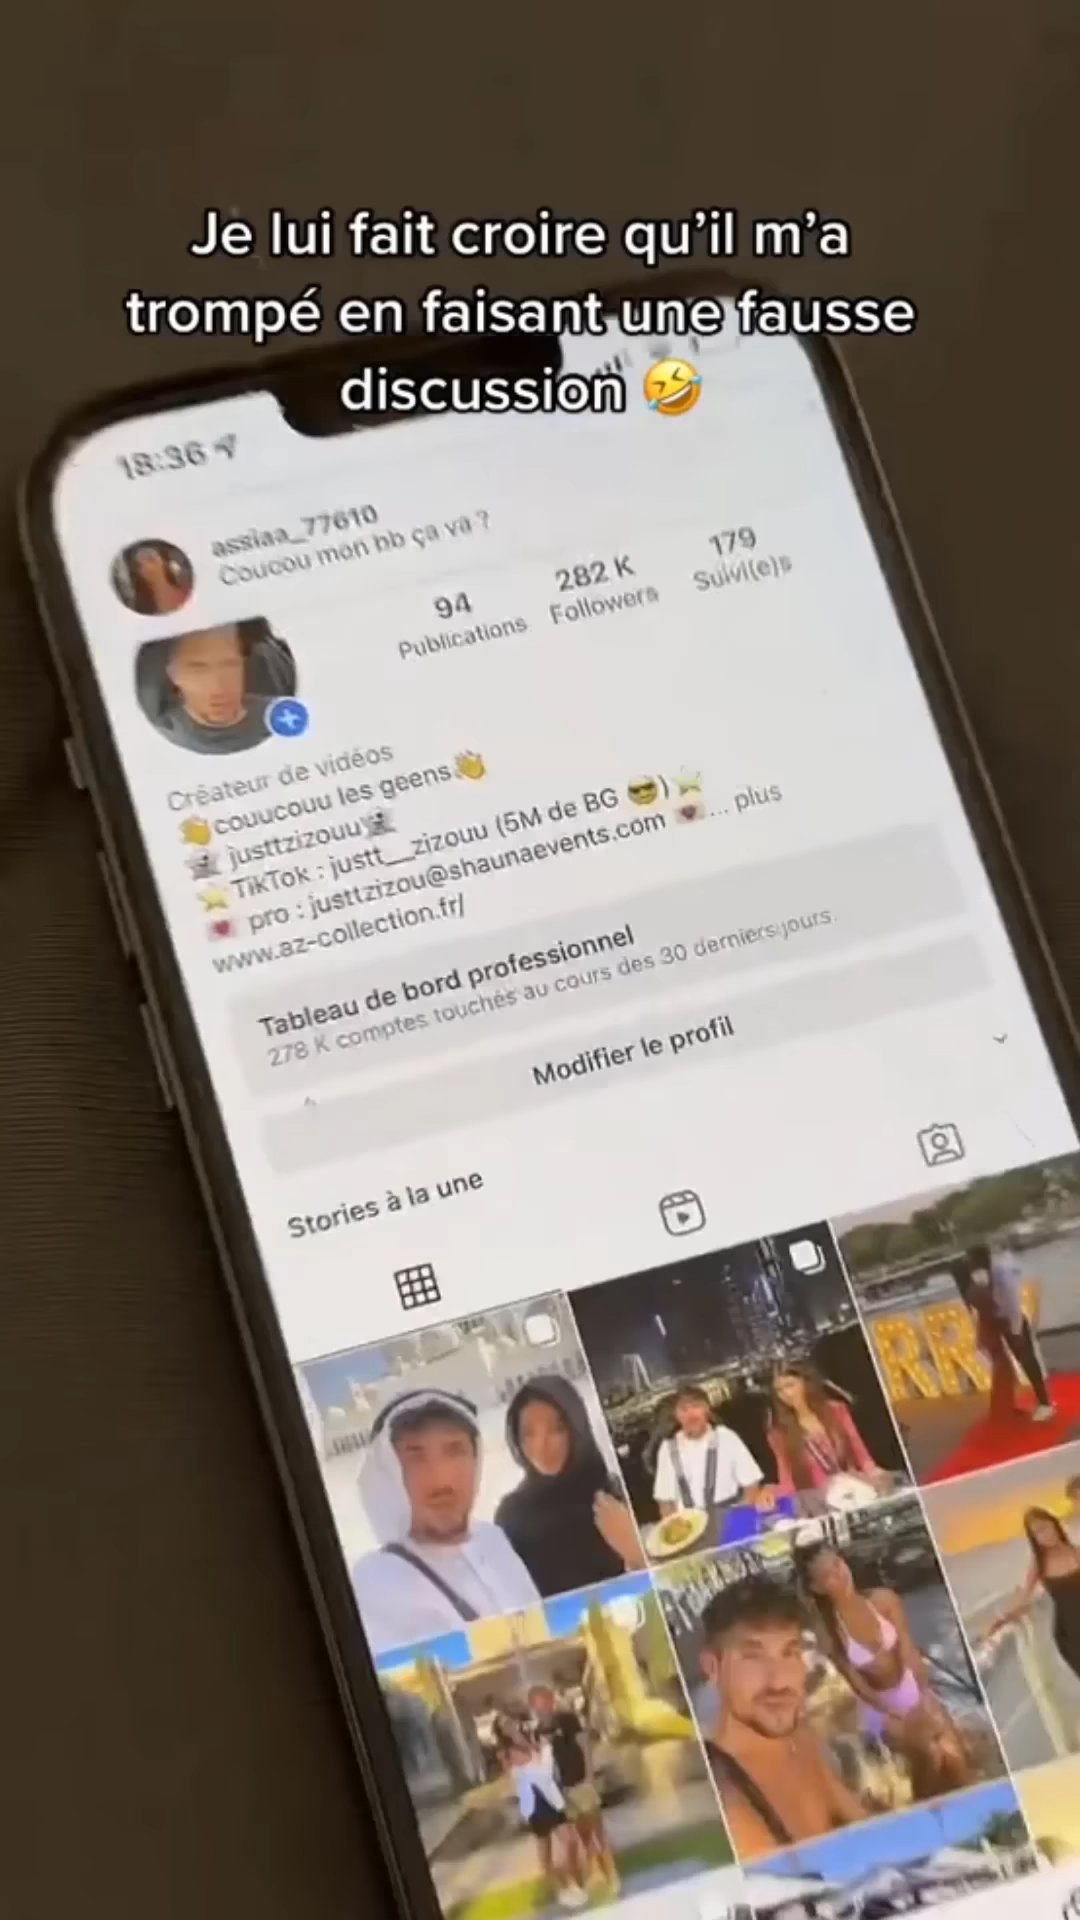 Je lui fait croire qu’il m’a
trompé en faisant une fausse
discussion 🤣
18:36
assiaa_77610
Coucou mon bb ça va ?
94
Publications
282 K
Followers
179
Suivi(e)s
Créateur de vidéos
👋couucouu les geens👋
justtzizouu
TikTok : justt__zizouu (5M de BG 😎)⭐
💌 pro : justtzizou@shaunaevents.com 💌... plus
www.az-collection.fr/
Tableau de bord professionnel
278 K comptes touchés au cours des 30 derniers jours.
Modifier le profil
Stories à la une
RR